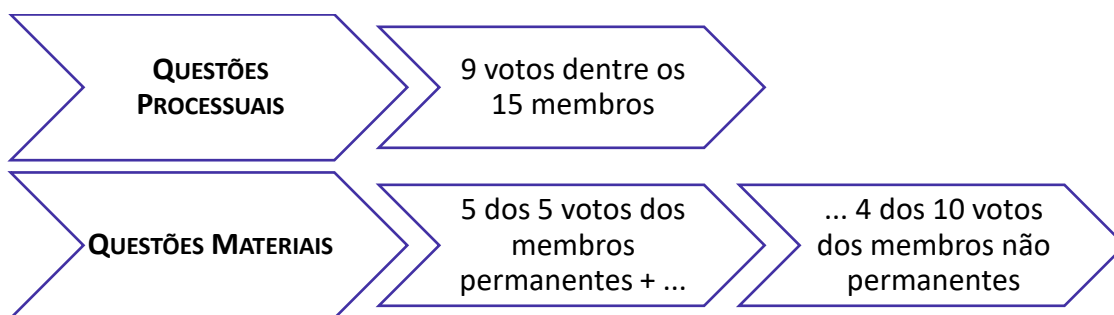 QUESTÕES
PROCESSUAIS
9 votos dentre os
15 membros
QUESTÕES MATERIAIS
5 dos 5 votos dos
membros
permanentes + ...
... 4 dos 10 votos
dos membros não
permanentes